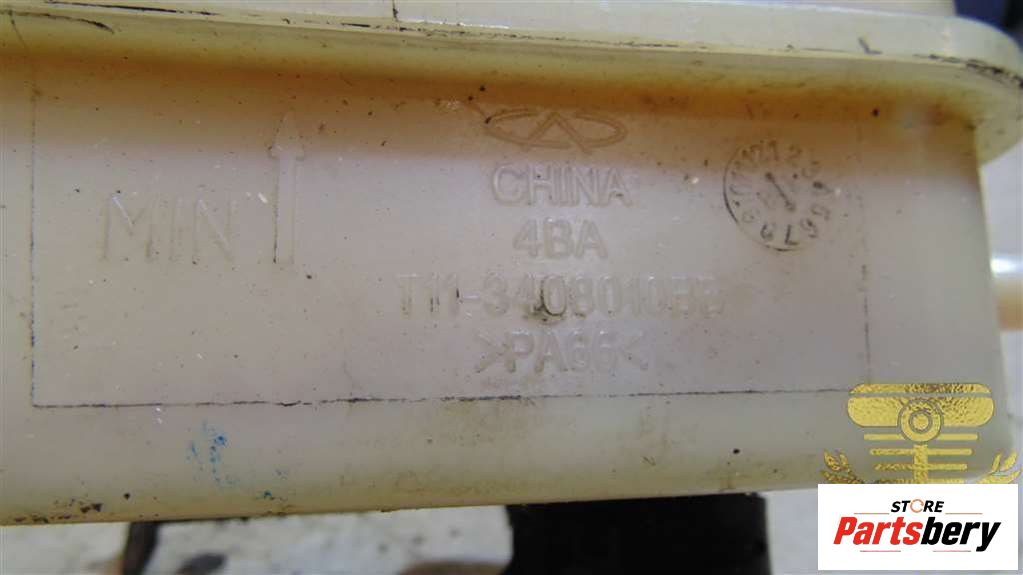 MIN
CHINA
4BA
T11-3408010BB
>PA66<
STORE
Partsbery